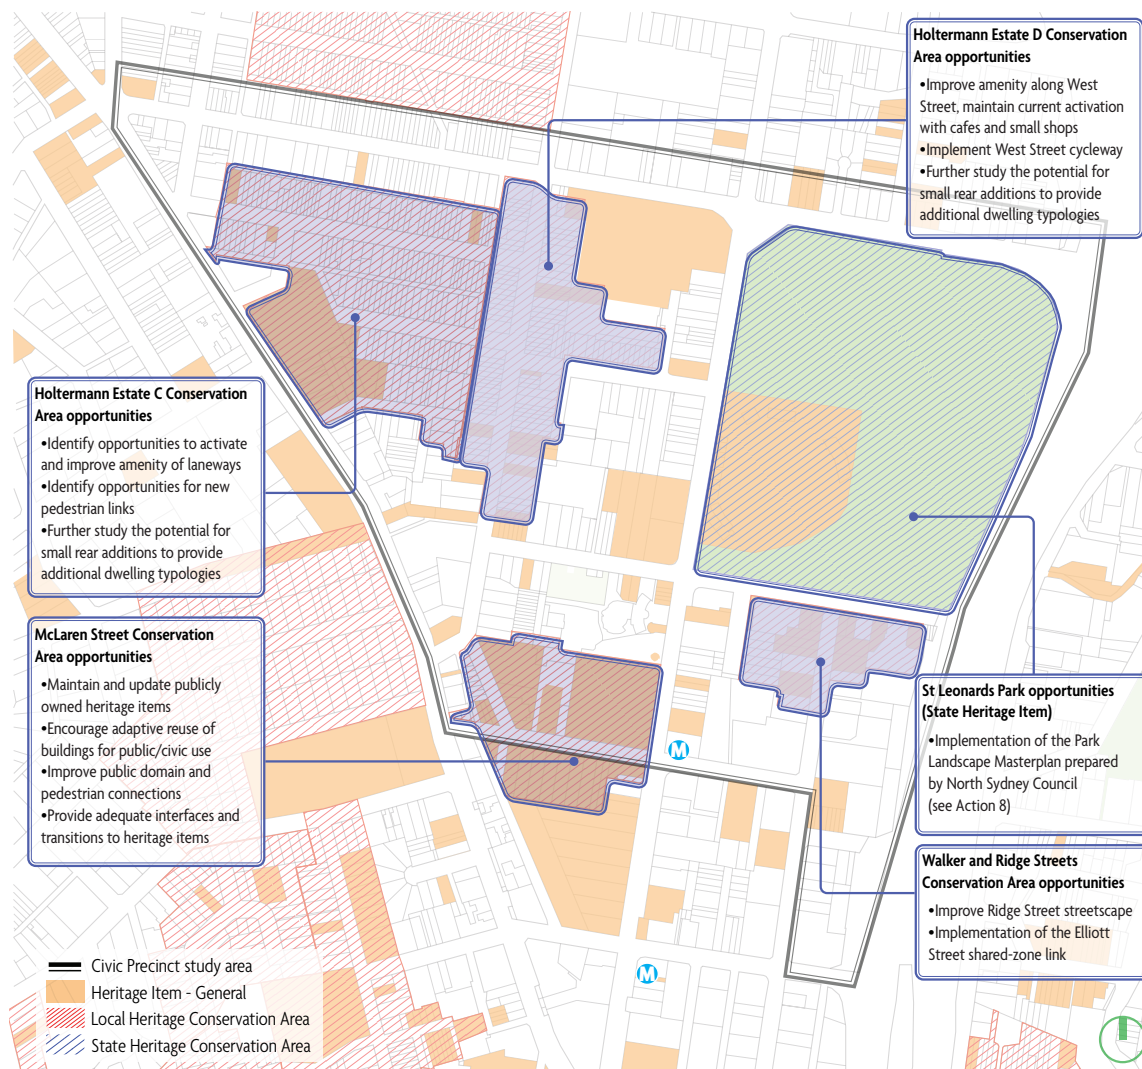 Holtermann Estate D Conservation
Area opportunities
•Improve amenity along West
Street, maintain current activation
with cafes and small shops
•Implement West Street cycleway
•Further study the potential for
small rear additions to provide
additional dwelling typologies
Holtermann Estate C Conservation
Area opportunities
•Identify opportunities to activate
and improve amenity of laneways
•Identify opportunities for new
pedestrian links
•Further study the potential for
small rear additions to provide
additional dwelling typologies
McLaren Street Conservation
Area opportunities
•Maintain and update publicly
owned heritage items
•Encourage adaptive reuse of
buildings for public/civic use
•Improve public domain and
pedestrian connections
•Provide adequate interfaces and
transitions to heritage items
St Leonards Park opportunities
(State Heritage Item)
•Implementation of the Park
Landscape Masterplan prepared
by North Sydney Council
(see Action 8)
Walker and Ridge Streets
Conservation Area opportunities
•Improve Ridge Street streetscape
•Implementation of the Elliott
Street shared-zone link
M
M
Civic Precinct study area
Heritage Item - General
Local Heritage Conservation Area
State Heritage Conservation Area